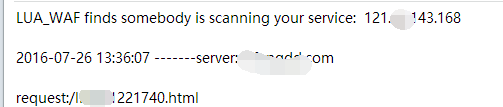 LUA_WAF finds somebody is scanning your service: 121. 143.168
2016-07-26 13:36:07 -------server: .com
request:/ 1221740.html